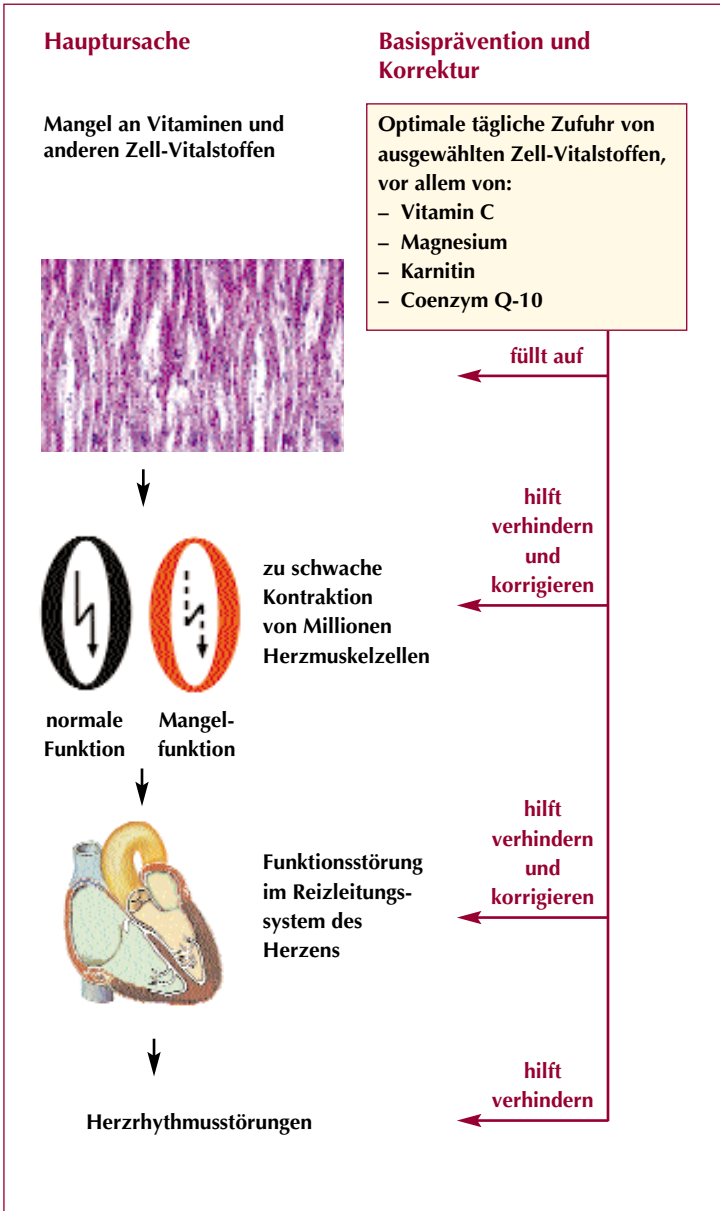 Hauptursache
Basisprävention und
Korrektur
Mangel an Vitaminen und
anderen Zell-Vitalstoffen
Optimale tägliche Zufuhr von
ausgewählten Zell-Vitalstoffen,
vor allem von:
– Vitamin C
– Magnesium
– Karnitin
– Coenzym Q-10
füllt auf
hilft
verhindern
und
korrigieren
zu schwache
Kontraktion
von Millionen
Herzmuskelzellen
normale
Funktion
Mangel-
funktion
hilft
verhindern
und
korrigieren
Funktionsstörung
im Reizleitungs-
system des
Herzens
hilft
verhindern
Herzrhythmusstörungen